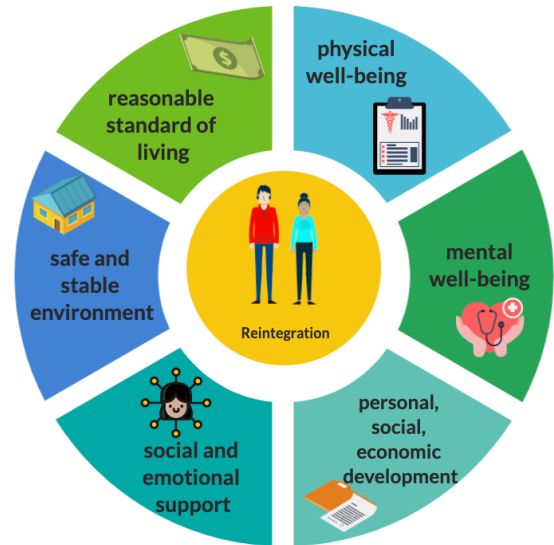 physical
well-being
mental
well-being
personal,
social,
economic
development
social and
emotional
support
safe and
stable
environment
reasonable
standard of
living
Reintegration